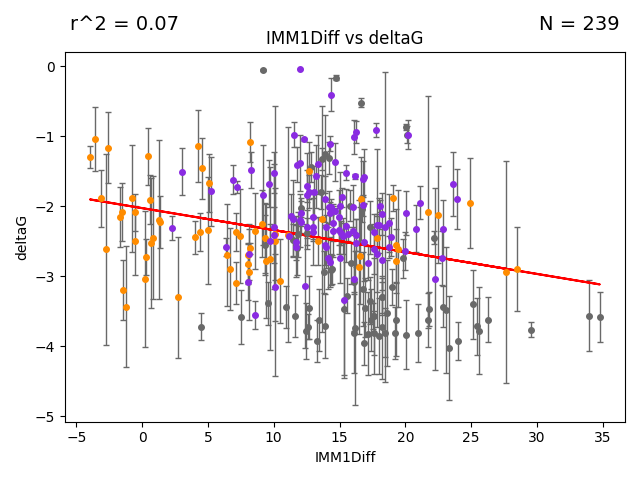 r^2 = 0.07 N = 239
IMM1Diff vs deltaG
deltaG
0
−1
−2
−3
−4
−5
−5 0 5 10 15 20 25 30 35
IMM1Diff